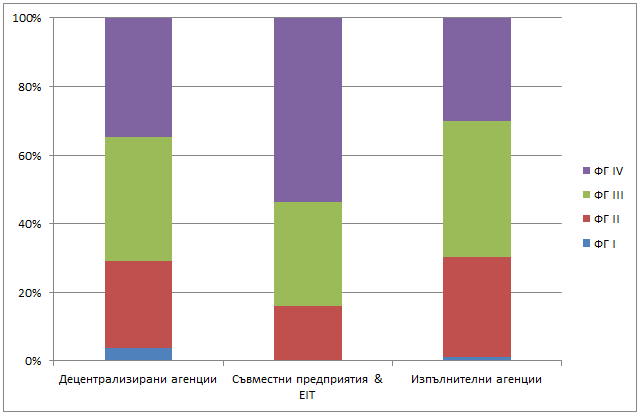 100%
80%
60%
40%
20%
0%
Децентрализирани агенции
Съвместни предприятия &
EIT
Изпълнителни агенции
ФГ IV
ФГ III
ФГ II
ФГ I